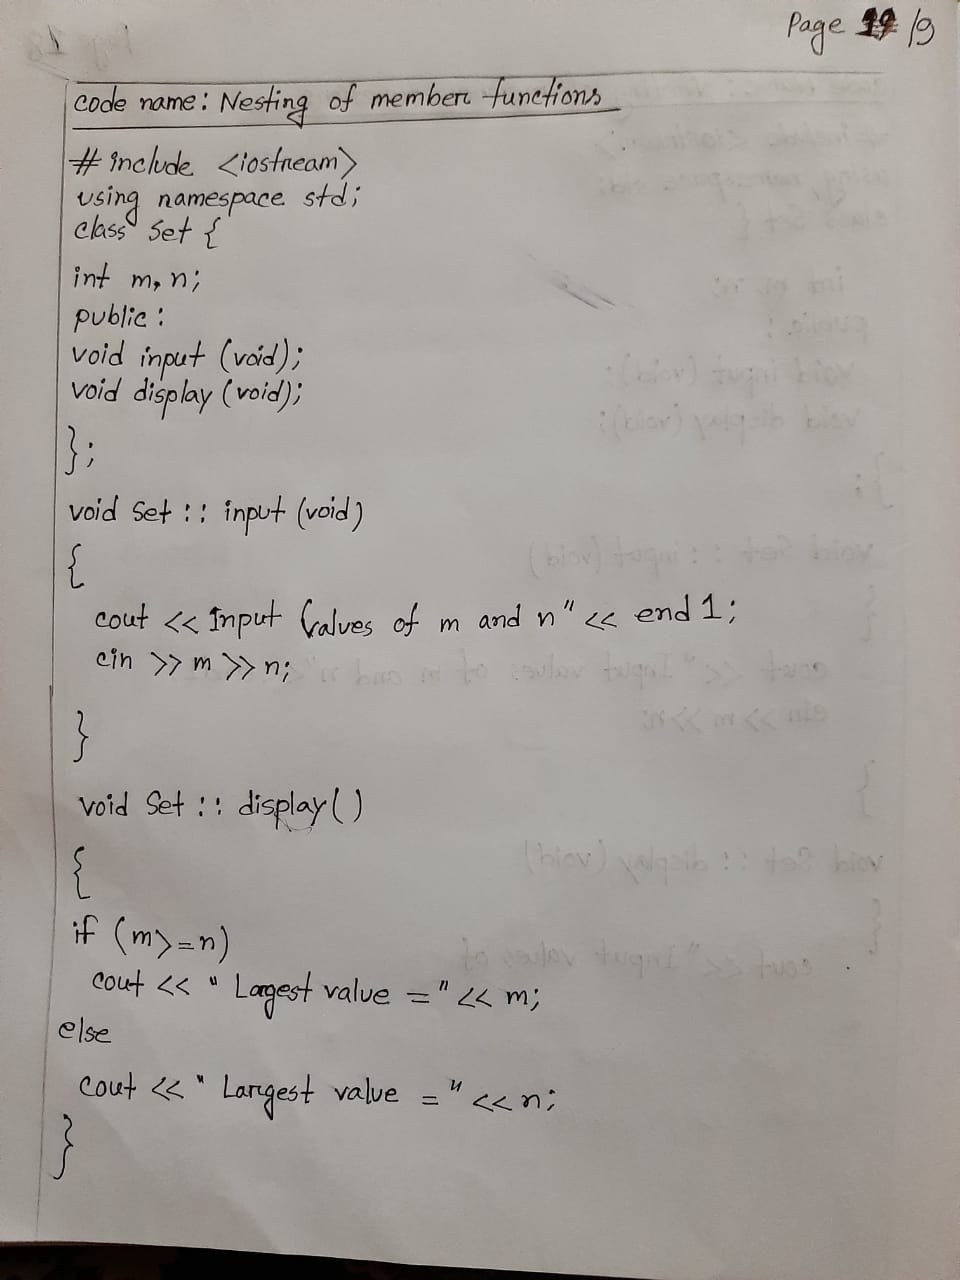 Page 19 /9
code name: Nesting of member functions
# include <iostream>
using namespace std;
class Set {
int m, n;
public:
void input (void);
void display (void);
};
void Set :: input (void)
{
cout << Input Values of m and n" << end1;
cin >> m >> n;
}
void Set :: display()
{
if (m>=n)
cout << " Largest value =" << m;
else
cout << " Largest value =" << n;
}